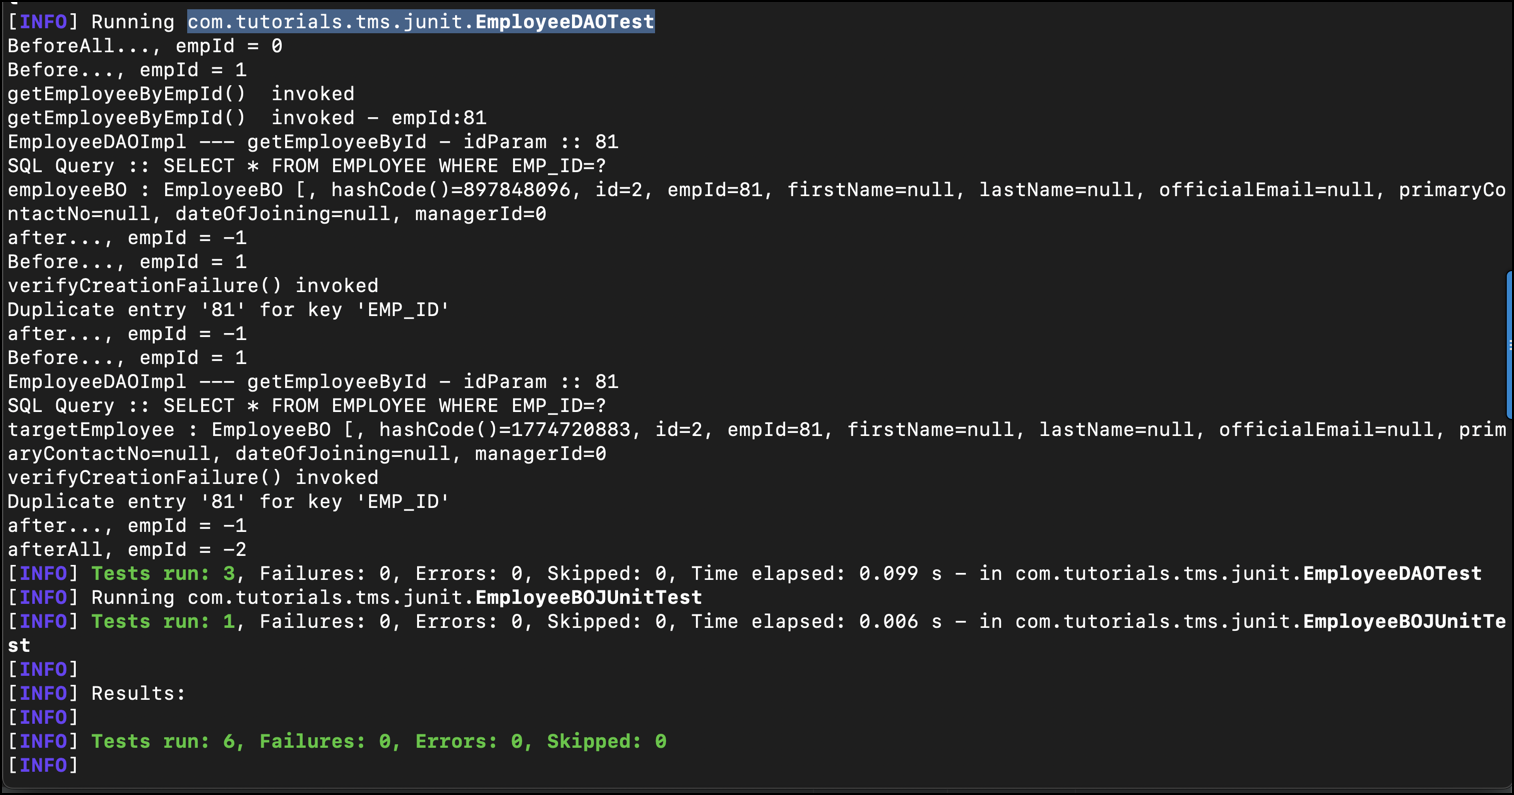 [INFO] Running com.tutorials.tms.junit.EmployeeDAOTest
BeforeAll..., empId = 0
Before..., empId = 1
getEmployeeByEmpId()  invoked
getEmployeeByEmpId()  invoked - empId:81
EmployeeDAOImpl --- getEmployeeById - idParam :: 81
SQL Query :: SELECT * FROM EMPLOYEE WHERE EMP_ID=?
employeeBO : EmployeeBO [, hashCode()=897848096, id=2, empId=81, firstName=null, lastName=null, officialEmail=null, primaryCo
ntactNo=null, dateOfJoining=null, managerId=0
after..., empId = -1
Before..., empId = 1
verifyCreationFailure() invoked
Duplicate entry '81' for key 'EMP_ID'
after..., empId = -1
Before..., empId = 1
EmployeeDAOImpl --- getEmployeeById - idParam :: 81
SQL Query :: SELECT * FROM EMPLOYEE WHERE EMP_ID=?
targetEmployee : EmployeeBO [, hashCode()=1774720883, id=2, empId=81, firstName=null, lastName=null, officialEmail=null, prim
aryContactNo=null, dateOfJoining=null, managerId=0
verifyCreationFailure() invoked
Duplicate entry '81' for key 'EMP_ID'
after..., empId = -1
afterAll, empId = -2
[INFO] Tests run: 3, Failures: 0, Errors: 0, Skipped: 0, Time elapsed: 0.099 s - in com.tutorials.tms.junit.EmployeeDAOTest
[INFO] Running com.tutorials.tms.junit.EmployeeBOJUnitTest
[INFO] Tests run: 1, Failures: 0, Errors: 0, Skipped: 0, Time elapsed: 0.006 s - in com.tutorials.tms.junit.EmployeeBOJUnitTe
st
[INFO]
[INFO] Results:
[INFO]
[INFO] Tests run: 6, Failures: 0, Errors: 0, Skipped: 0
[INFO]